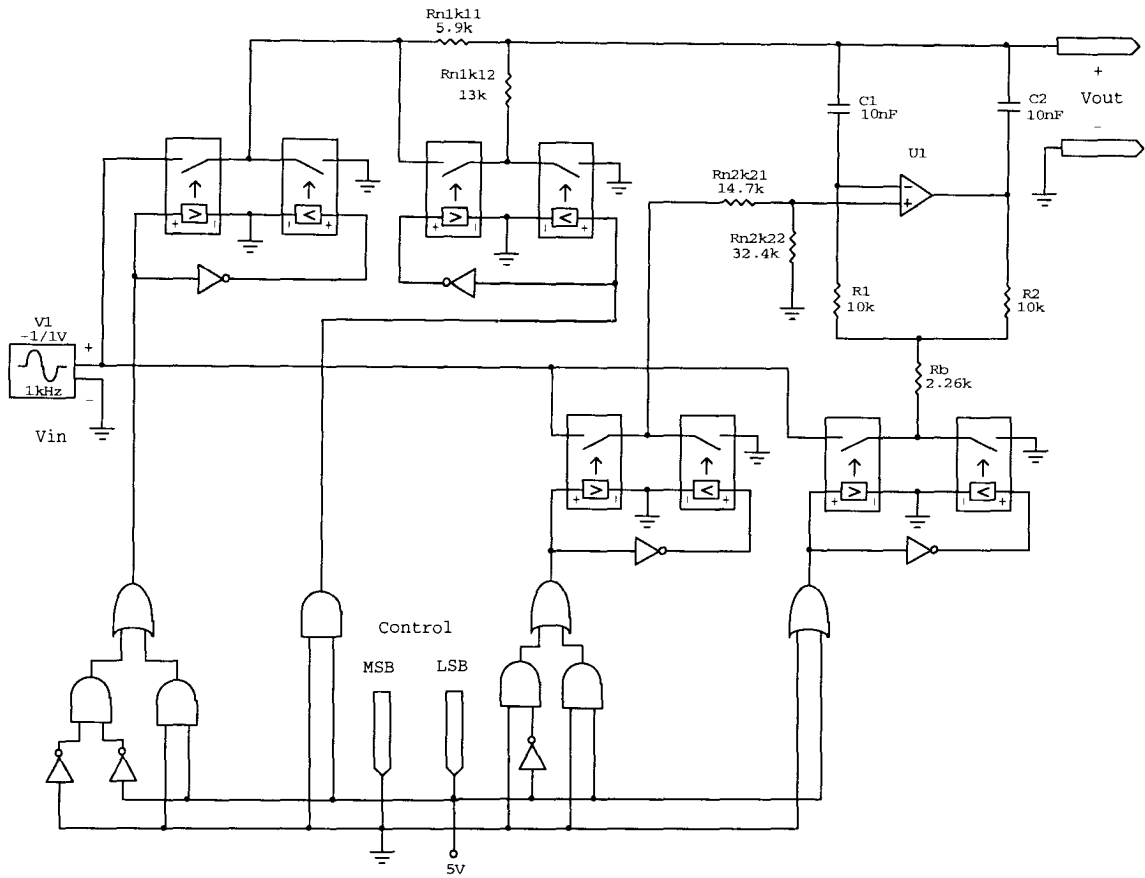 Rn1k11
5.9k
Rn1k12
13k
C1
10nF
C2
10nF
+
Vout
-
U1
Rn2k21
14.7k
- 
+
+ - - +
+ - - +
Rn2k22
32.4k
R1
10k
R2
10k
V1
-1/1V
+
1kHz
-
Vin
Rb
2.26k
+ - - +
+ - - +
Control
MSB
LSB
5V